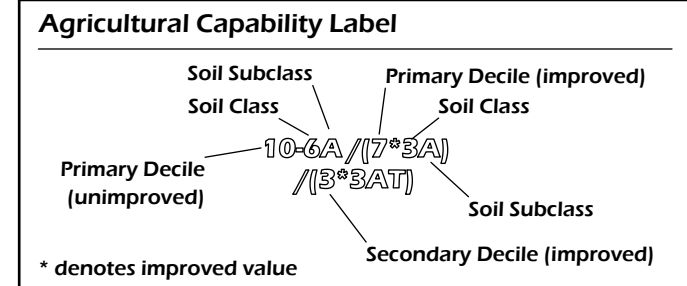 Agricultural Capability Label
Soil Subclass
Primary Decile (improved)
Soil Class
Soil Class
10-6A /(7*3A)
/(3*3AT)
Primary Decile
(unimproved)
Soil Subclass
Secondary Decile (improved)
* denotes improved value